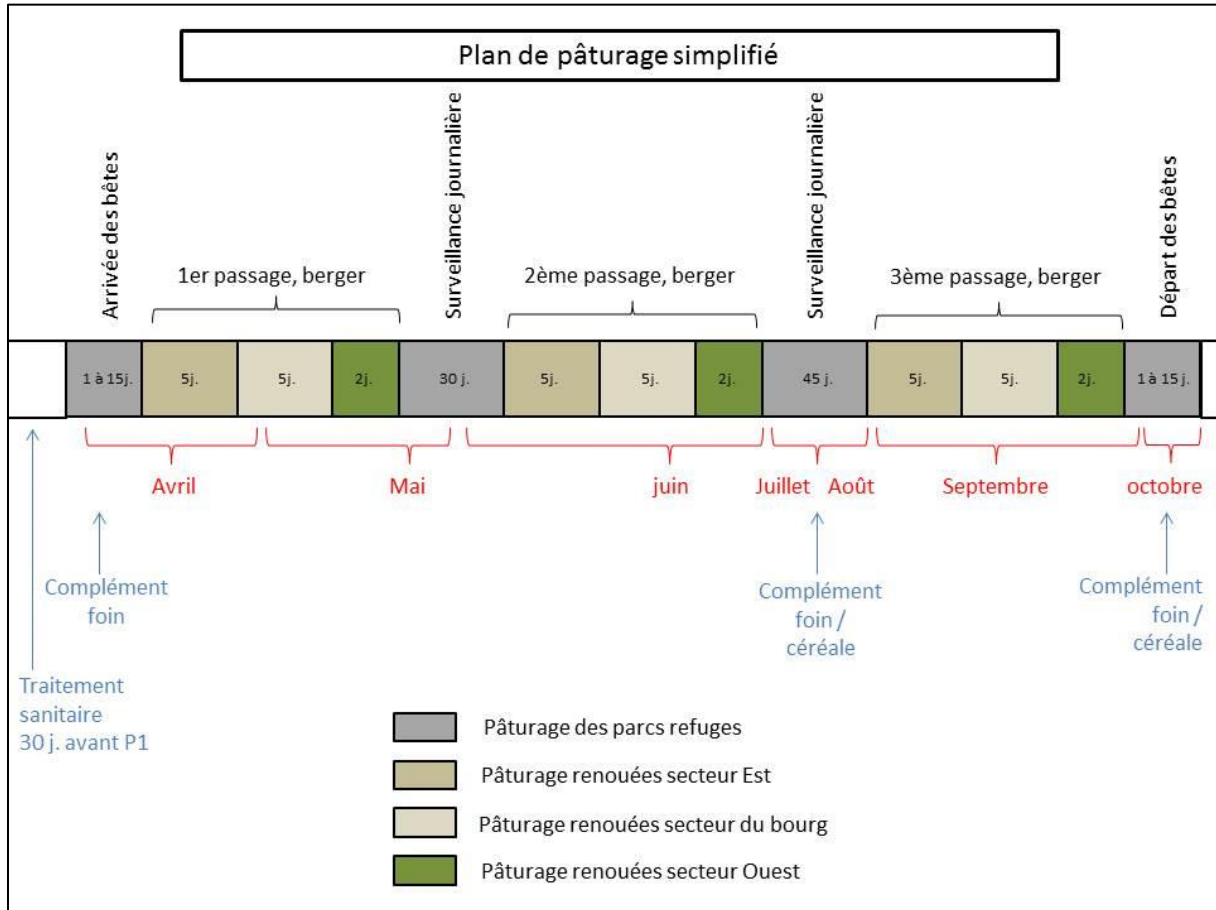 Plan de pâturage simplifié
Arrivée des bêtes
Surveillance journalière
Surveillance journalière
Départ des bêtes
1er passage, berger
2ème passage, berger
3ème passage, berger
1 à 15j.
5j.
5j.
2j.
30 j.
5j.
5j.
2j.
45 j.
5j.
5j.
2j.
1 à 15 j.
Avril
Mai
juin
Juillet
Août
Septembre
octobre
Complément
foin
Complément
foin /
céréale
Complément
foin /
céréale
Traitement
sanitaire
30 j. avant P1
Pâturage des parcs refuges
Pâturage renouées secteur Est
Pâturage renouées secteur du bourg
Pâturage renouées secteur Ouest